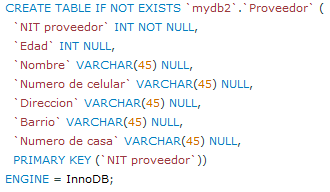 CREATE TABLE IF NOT EXISTS `mydb2`.`Proveedor` (
`NIT proveedor` INT NOT NULL,
`Edad` INT NULL,
`Nombre` VARCHAR(45) NULL,
`Numero de celular` VARCHAR(45) NULL,
`Direccion` VARCHAR(45) NULL,
`Barrio` VARCHAR(45) NULL,
`Numero de casa` VARCHAR(45) NULL,
PRIMARY KEY (`NIT proveedor`))
ENGINE = InnoDB;